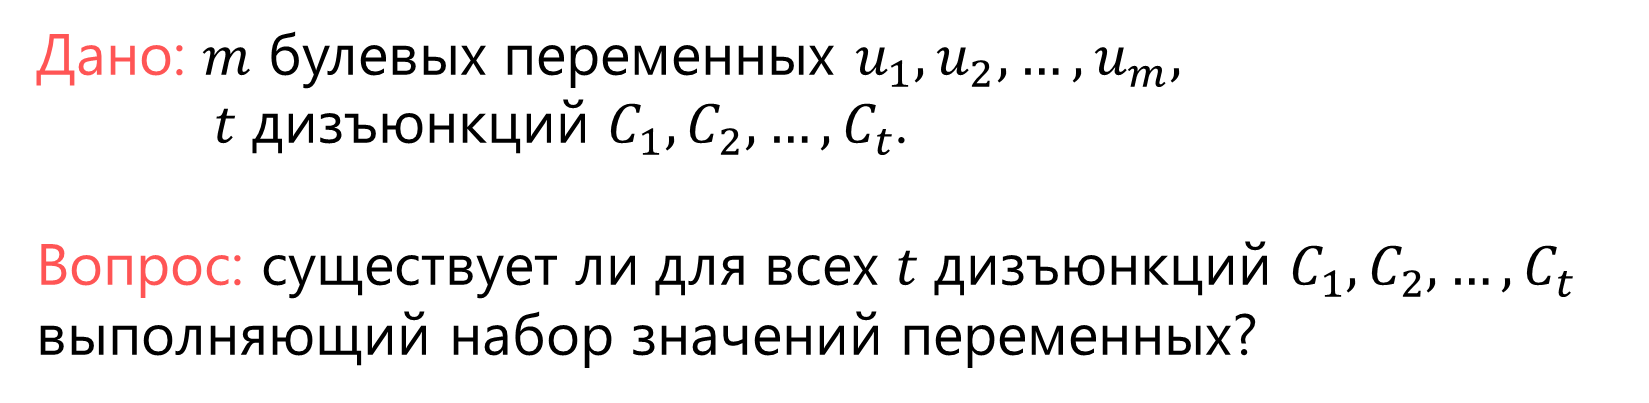 Дано: m булевых переменных u₁, u₂, … , uₘ,
t дизъюнкций C₁, C₂, … , Cₜ.
Вопрос: существует ли для всех t дизъюнкций C₁, C₂, … , Cₜ
выполняющий набор значений переменных?